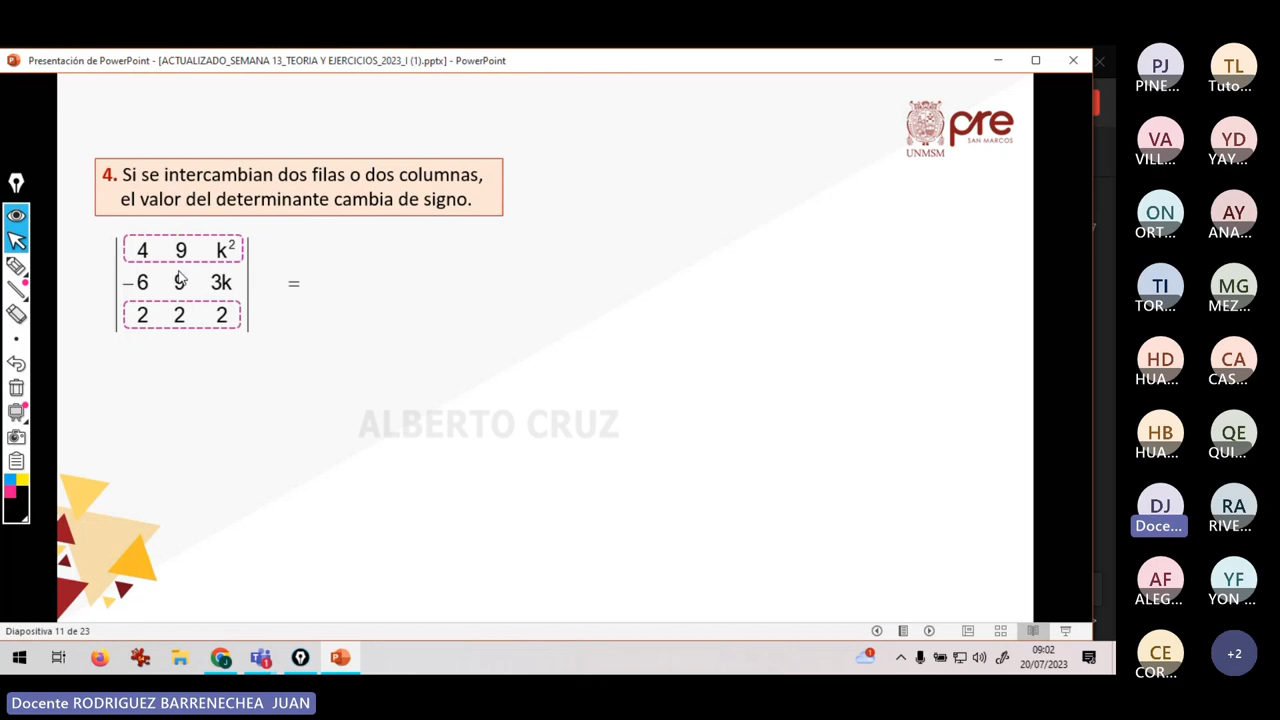 Presentación de PowerPoint - [ACTUALIZADO_SEMANA 13_TEORIA Y EJERCICIOS_2023_I (1).pptx] - PowerPoint
pre
SAN MARCOS
UNMSM
4. Si se intercambian dos filas o dos columnas,
el valor del determinante cambia de signo.
4 9 k²
–6 9 3k =
2 2 2
ALBERTO CRUZ
Diapositiva 11 de 23
09:02
20/07/2023
Docente RODRIGUEZ BARRENECHEA JUAN
PJ TL
PINE... Tuto...
VA YD
VILL... YAY...
ON AY
ORT... ANA...
TI MG
TOR... MEZ...
HD CA
HUA... CAS...
HB QE
HUA... QUI...
DJ RA
Doce... RIVE...
AF YF
ALEG... YON ...
CE +2
COR...